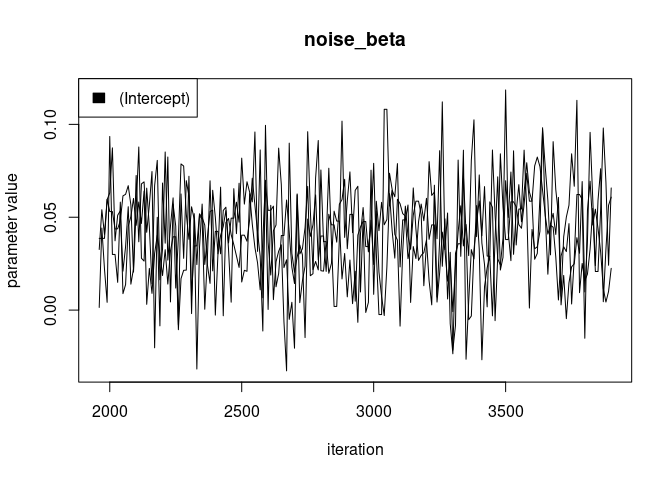 noise_beta
(Intercept)
parameter value
0.10
0.05
0.00
2000 2500 3000 3500
iteration